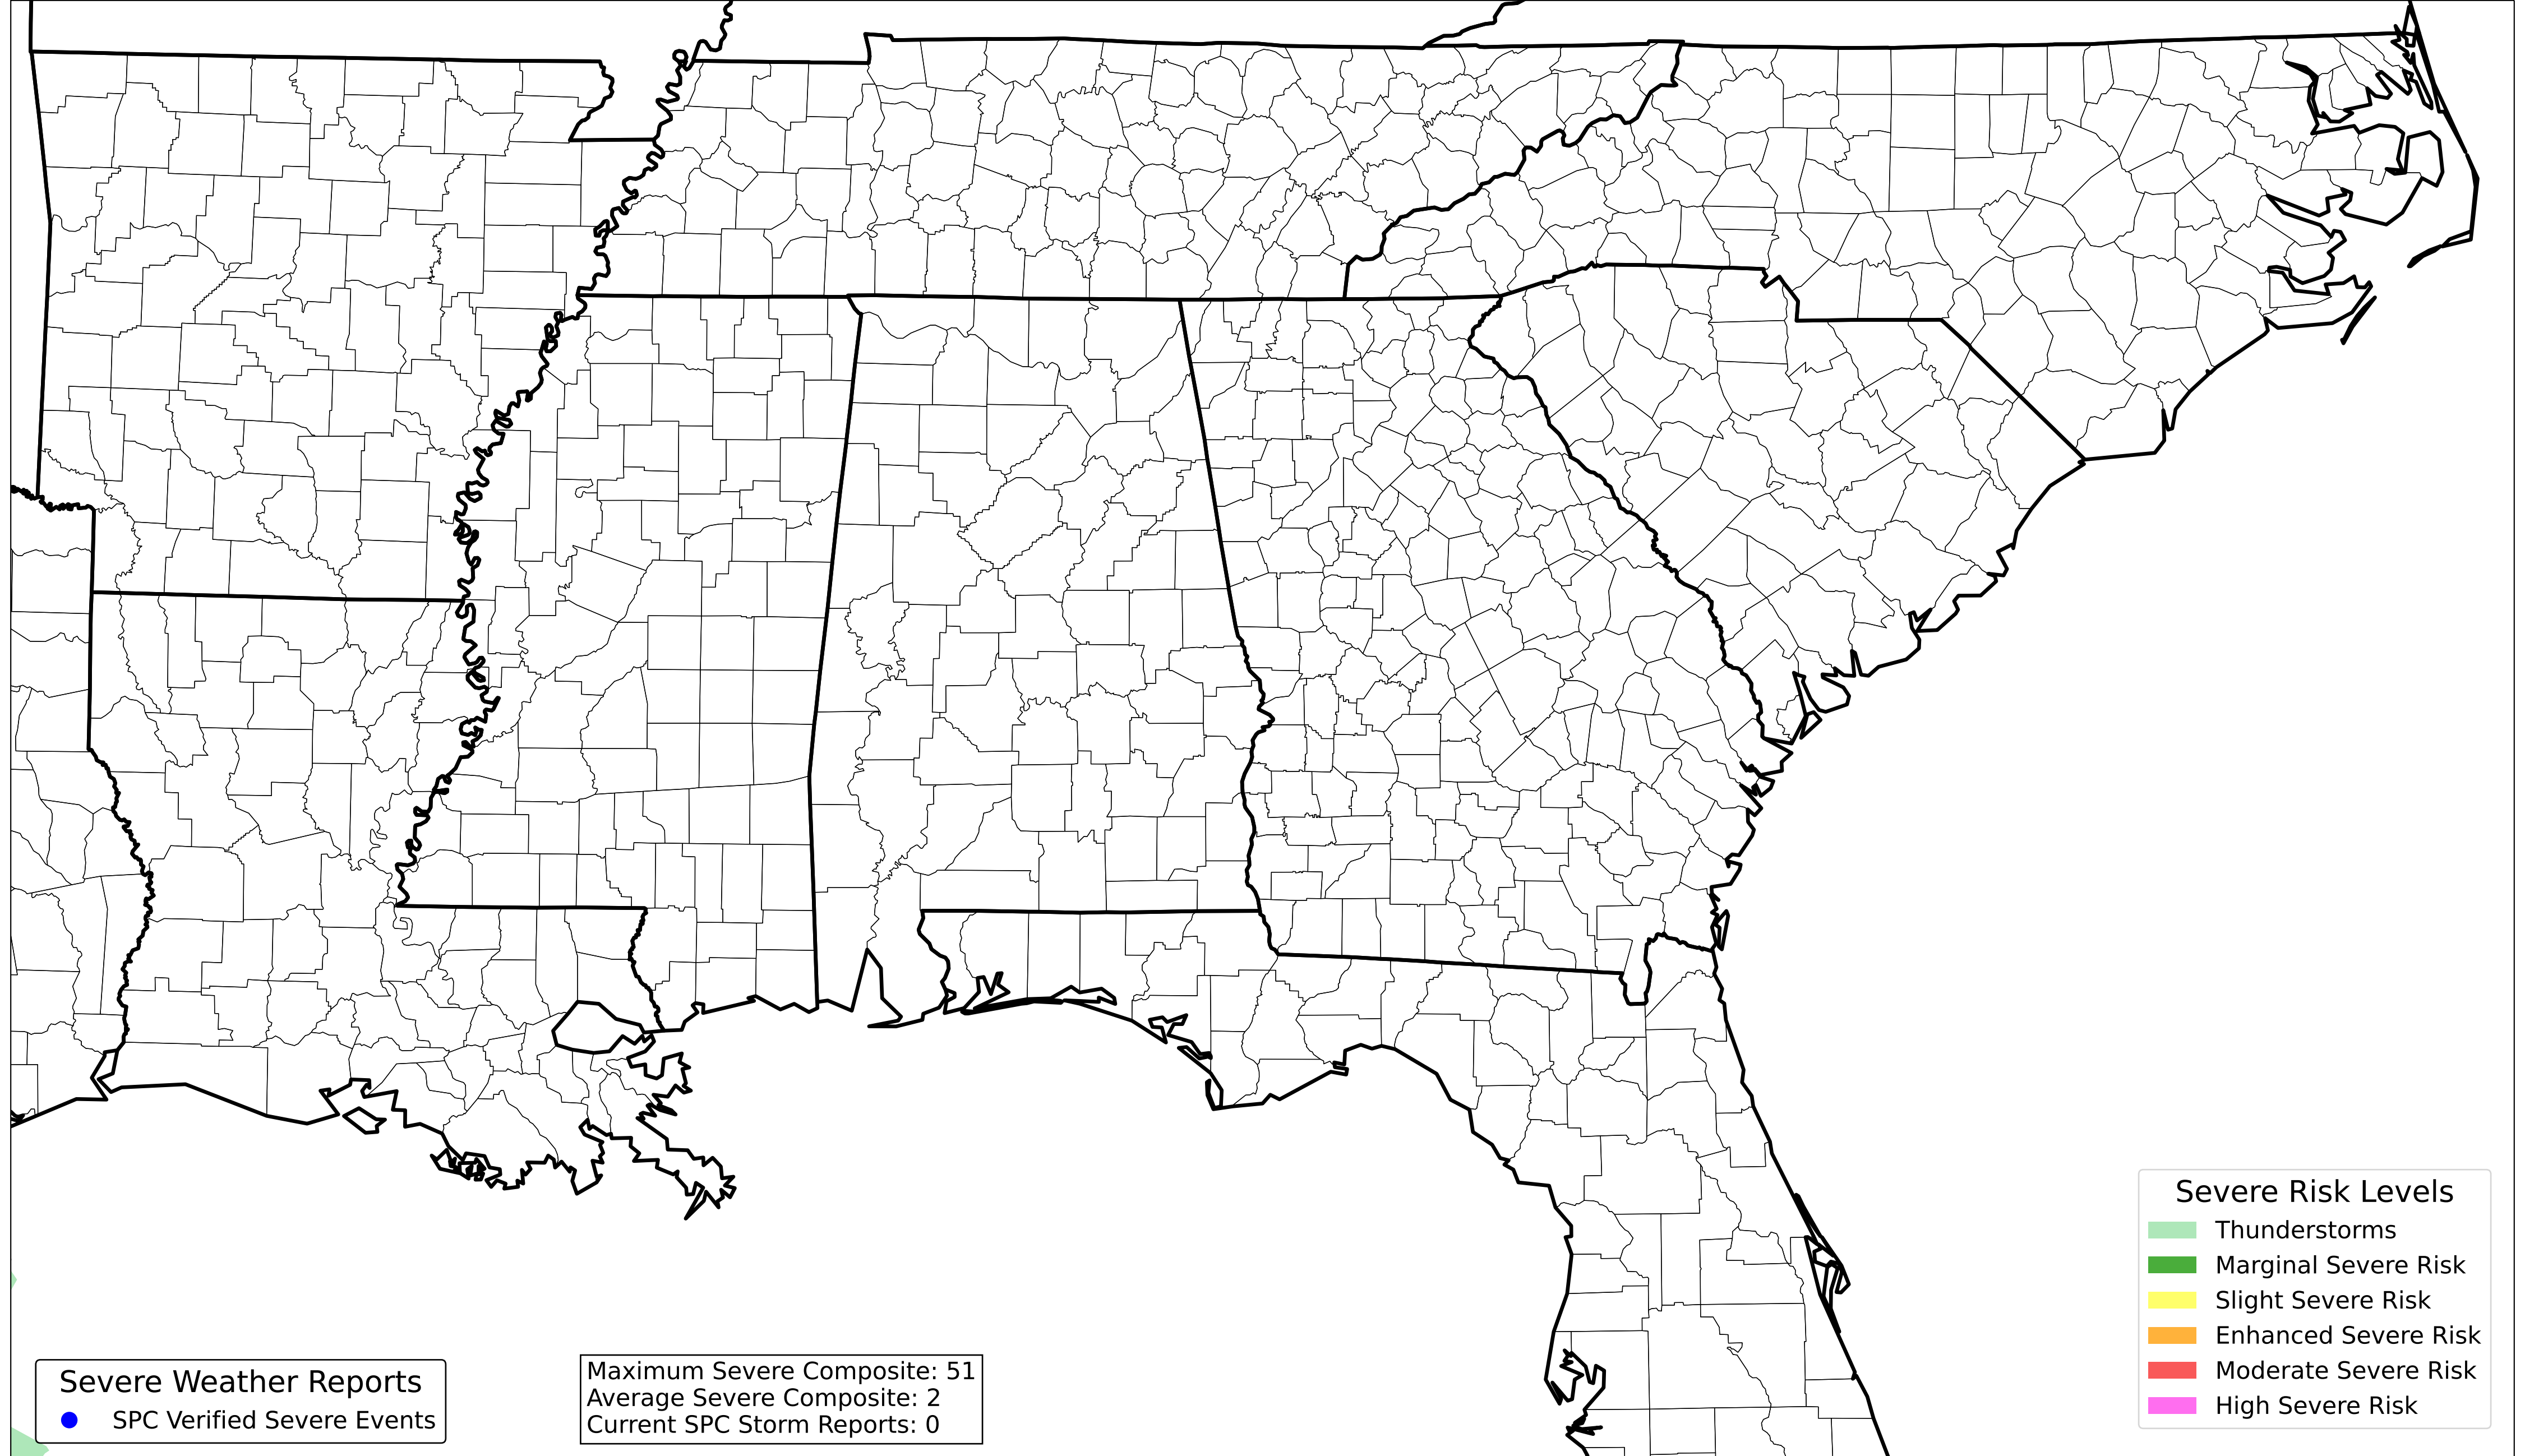 Severe Weather Reports
SPC Verified Severe Events
Maximum Severe Composite: 51
Average Severe Composite: 2
Current SPC Storm Reports: 0
Severe Risk Levels
Thunderstorms
Marginal Severe Risk
Slight Severe Risk
Enhanced Severe Risk
Moderate Severe Risk
High Severe Risk